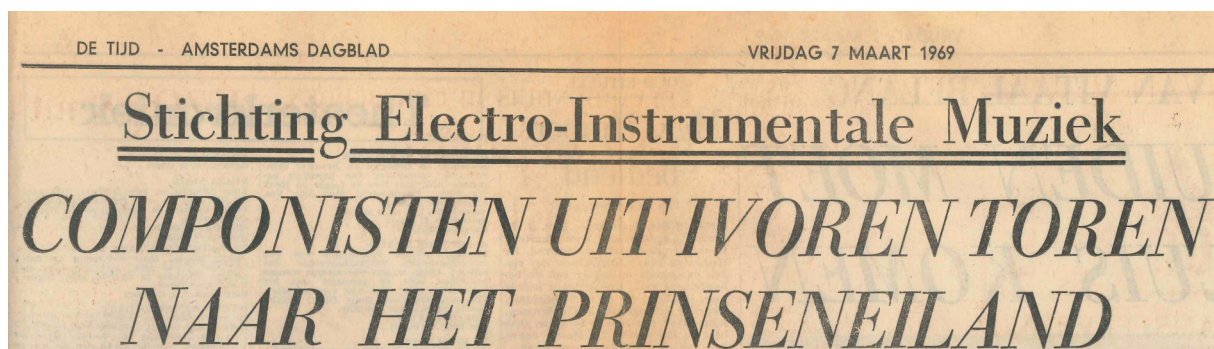 DE TIJD - AMSTERDAMS DAGBLAD VRIJDAG 7 MAART 1969
Stichting Electro-Instrumentale Muziek
COMPONISTEN UIT IVOREN TOREN
NAAR HET PRINSENEILAND